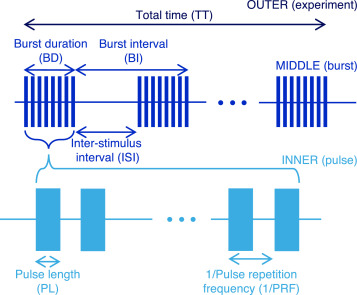 OUTER (experiment)
Total time (TT)
Burst duration
(BD)
Burst interval
(BI)
MIDDLE (burst)
Inter-stimulus
interval (ISI)
INNER (pulse)
Pulse length
(PL)
1/Pulse repetition
frequency (1/PRF)